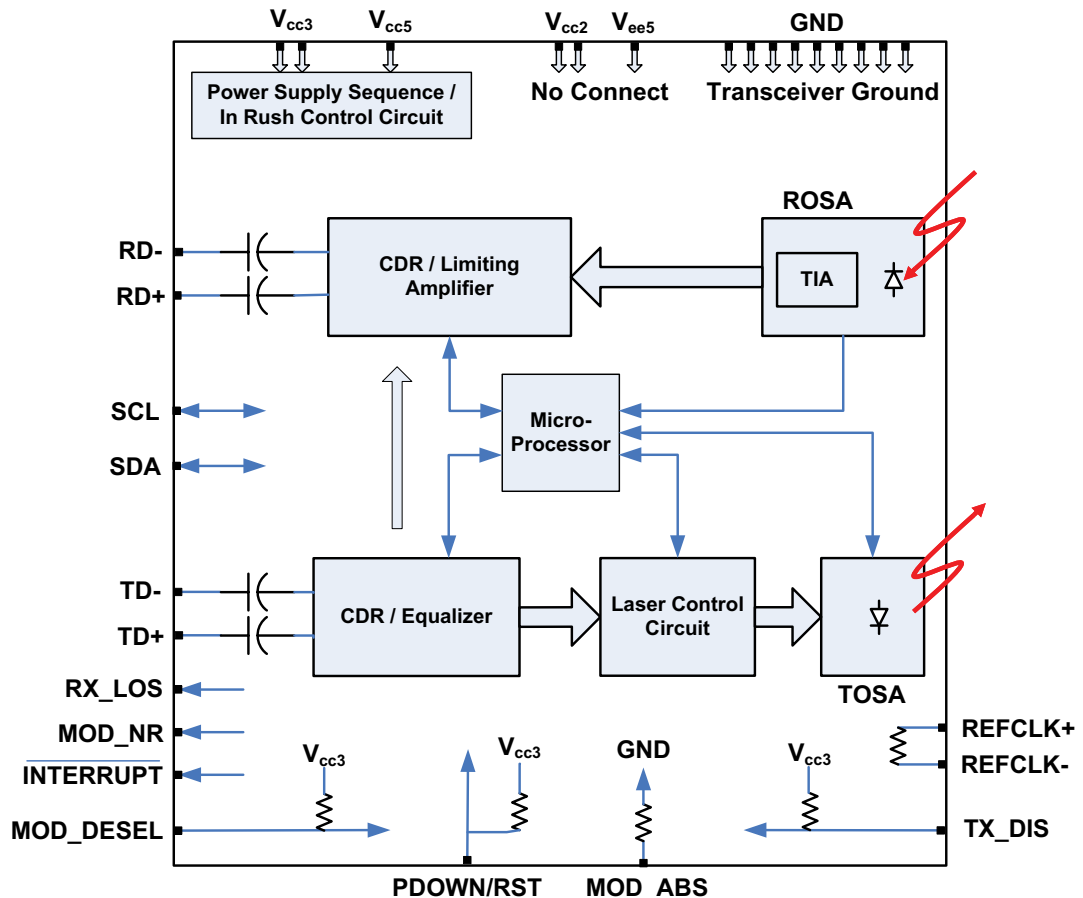 Vcc3
Vcc5
Vcc2
Vee5
GND
Power Supply Sequence /
In Rush Control Circuit
No Connect
Transceiver Ground
ROSA
RD-
RD+
CDR / Limiting
Amplifier
TIA
SCL
SDA
Micro-
Processor
TD-
TD+
CDR / Equalizer
Laser Control
Circuit
TOSA
RX_LOS
MOD_NR
INTERRUPT
MOD_DESEL
Vcc3
Vcc3
GND
Vcc3
REFCLK+
REFCLK-
TX_DIS
PDOWN/RST
MOD_ABS